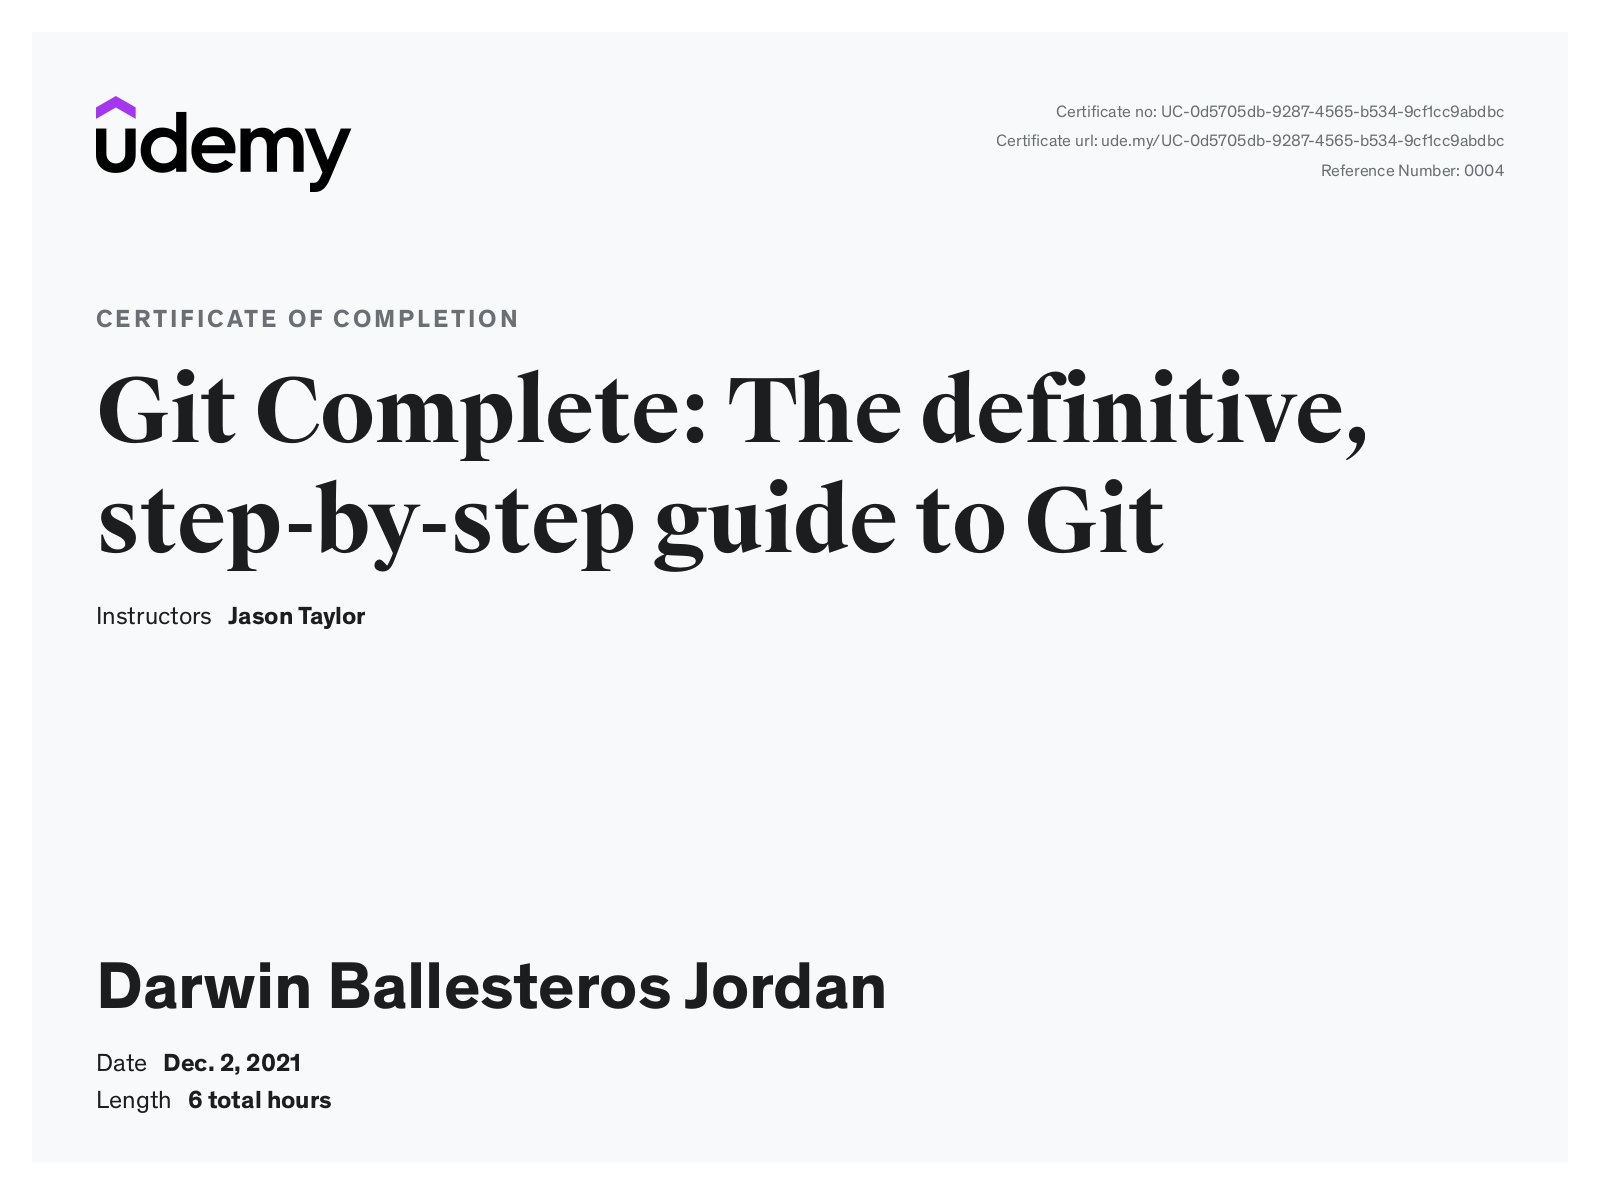 udemy
Certificate no: UC-0d5705db-9287-4565-b534-9cf1cc9abdbc
Certificate url: ude.my/UC-0d5705db-9287-4565-b534-9cf1cc9abdbc
Reference Number: 0004
CERTIFICATE OF COMPLETION
Git Complete: The definitive,
step-by-step guide to Git
Instructors Jason Taylor
Darwin Ballesteros Jordan
Date Dec. 2, 2021
Length 6 total hours